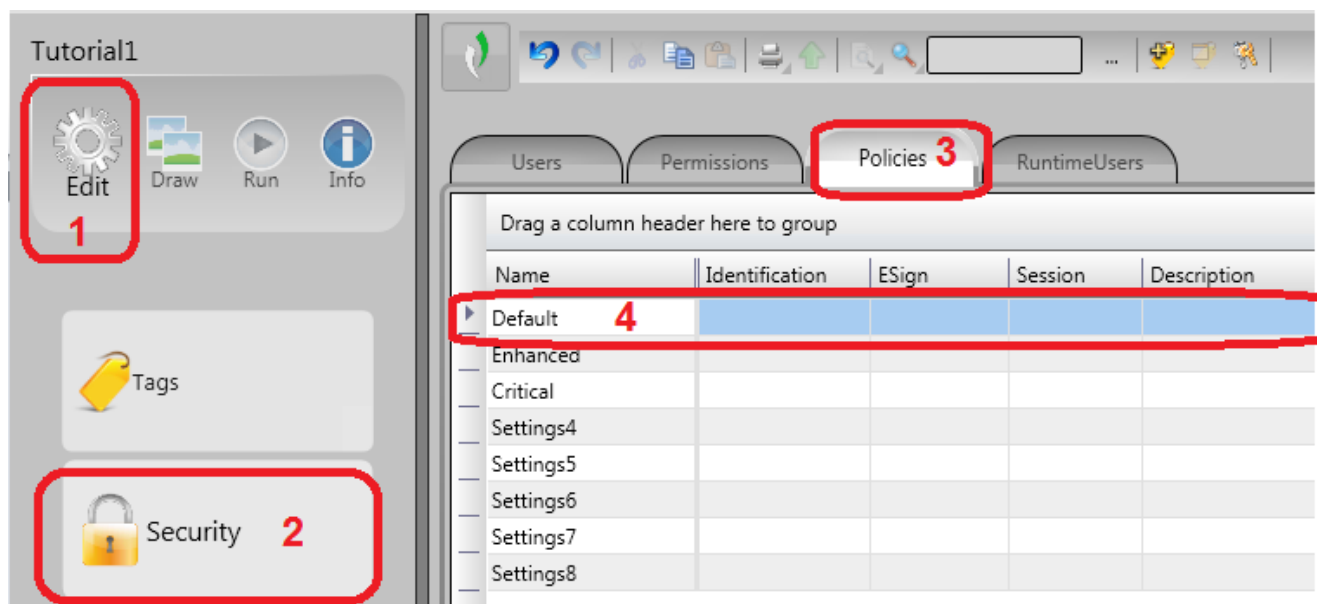 Tutorial1
Edit
Draw
Run
Info
1
Tags
Security 2
...
Users
Permissions
Policies 3
RuntimeUsers
Drag a column header here to group
Name Identification ESign Session Description
Default 4
Enhanced
Critical
Settings4
Settings5
Settings6
Settings7
Settings8